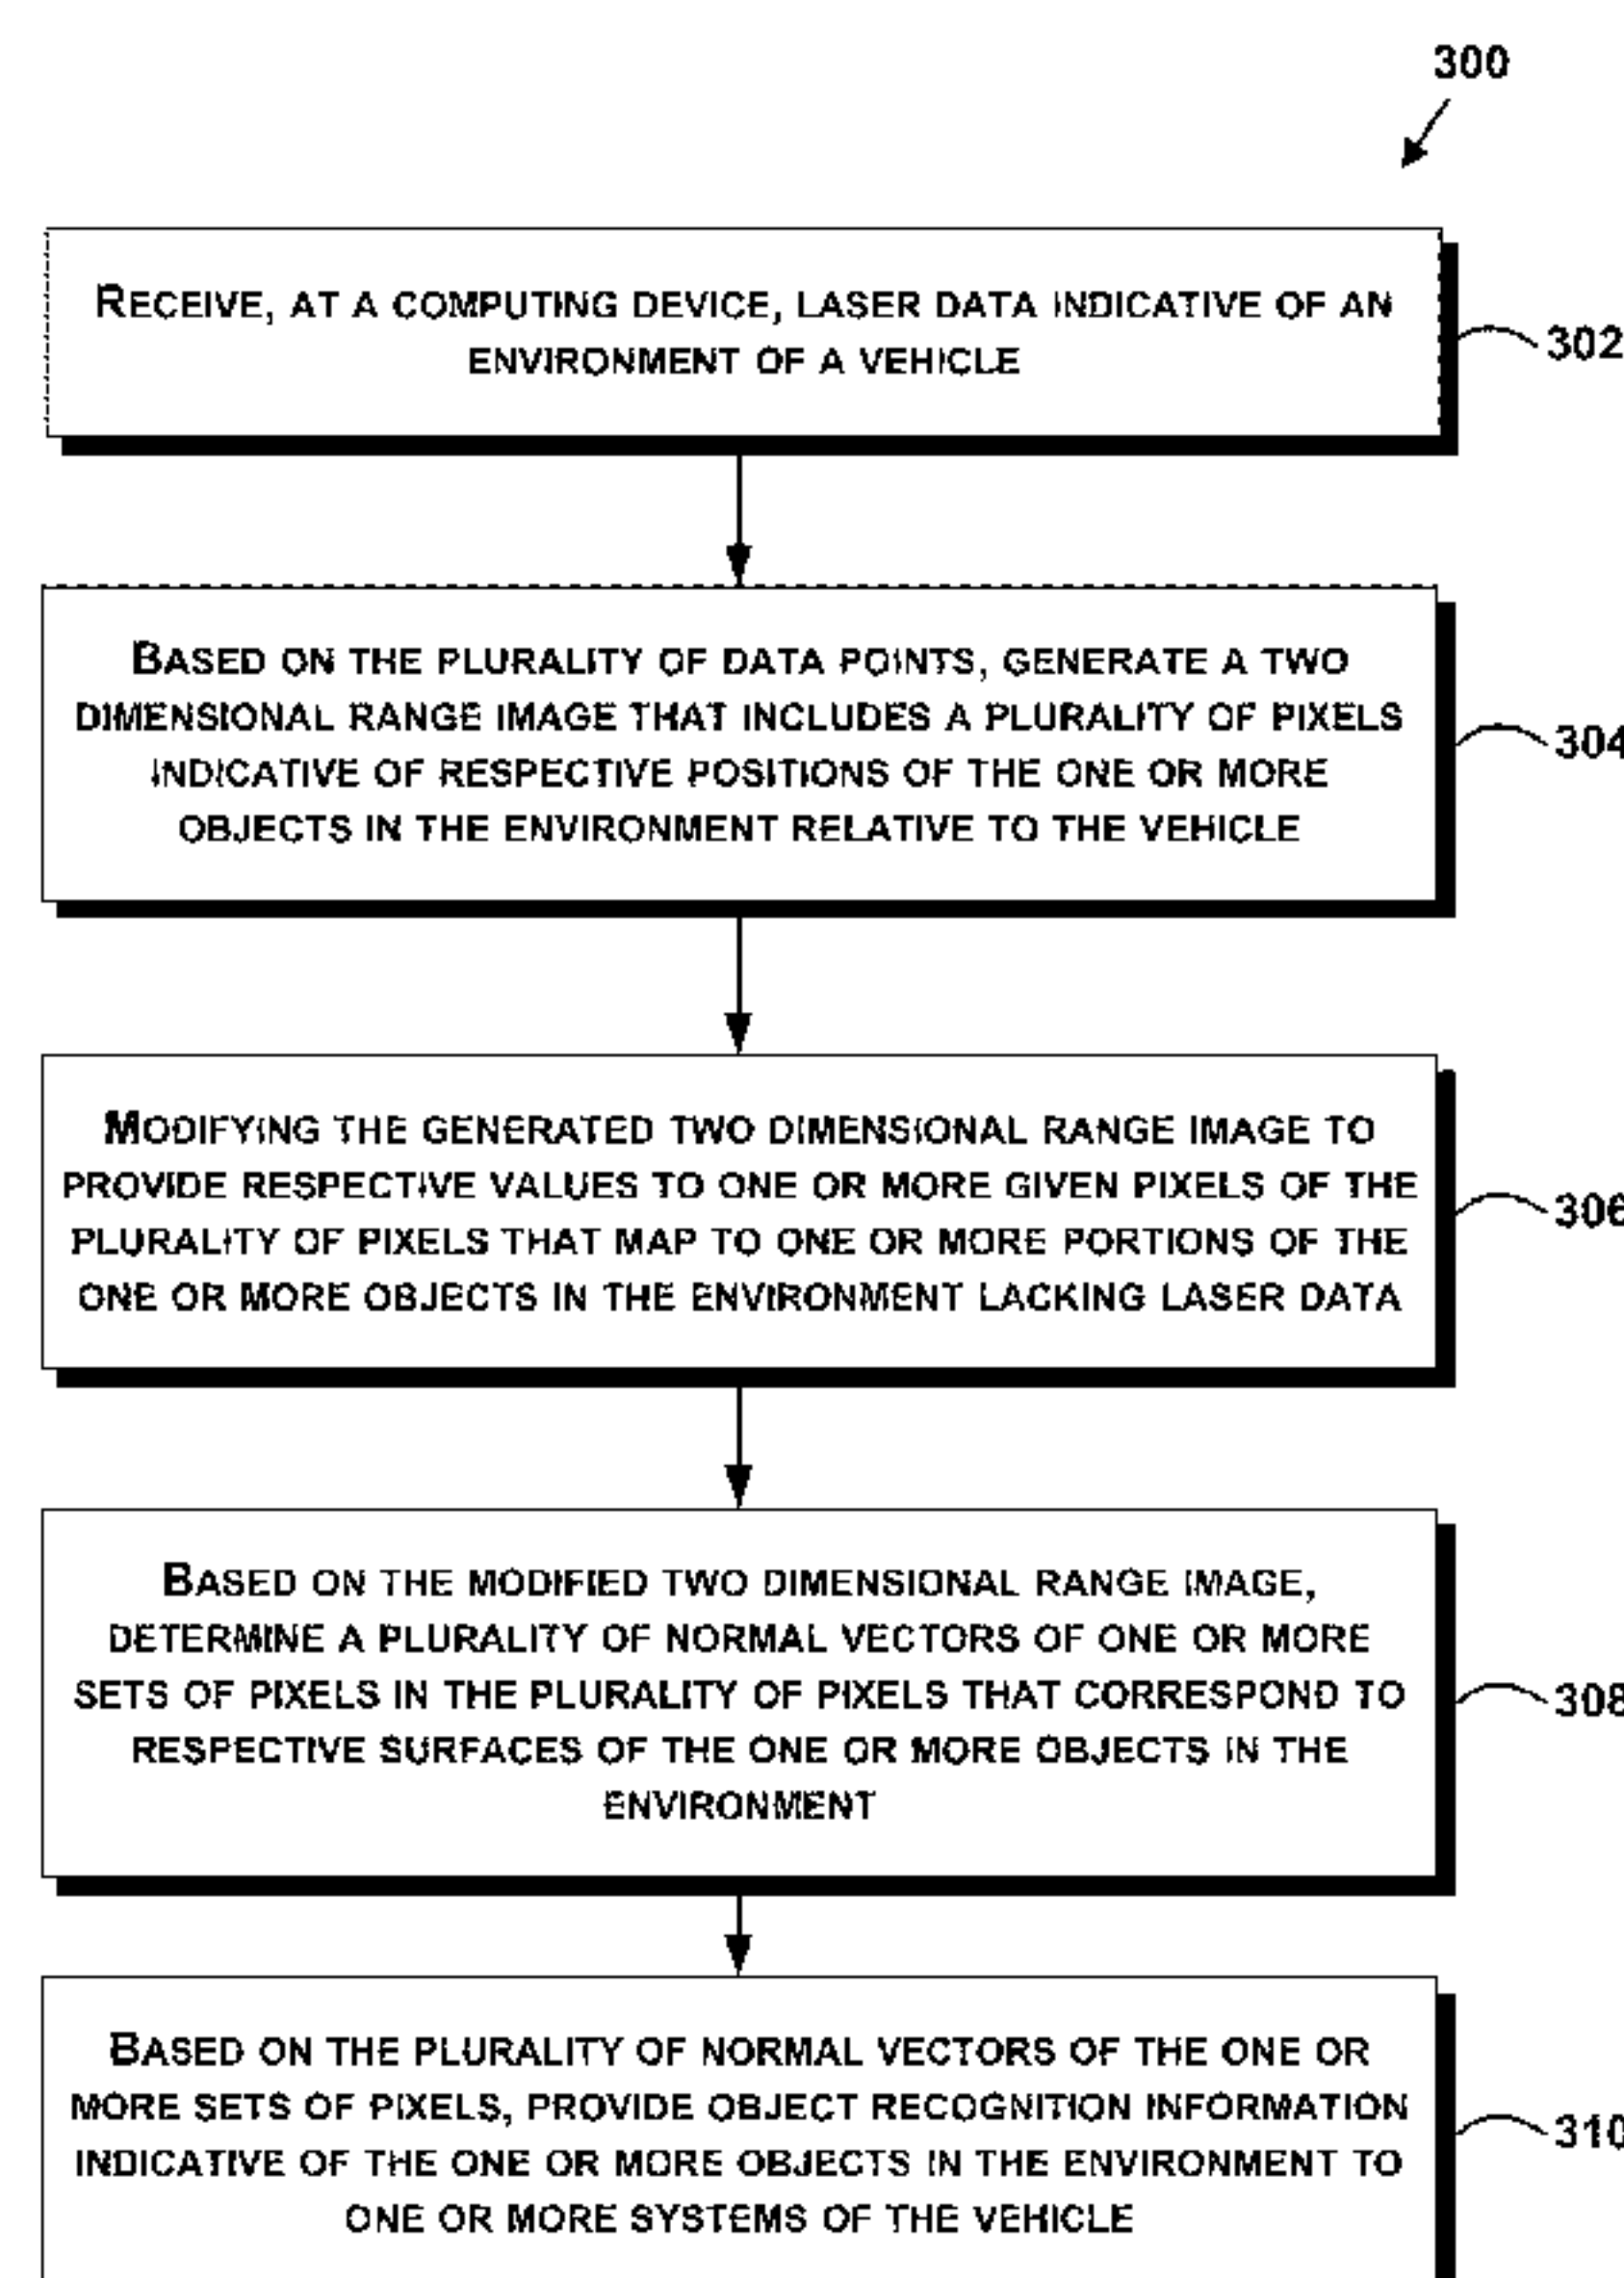 300
RECEIVE, AT A COMPUTING DEVICE, LASER DATA INDICATIVE OF AN
ENVIRONMENT OF A VEHICLE
302
BASED ON THE PLURALITY OF DATA POINTS, GENERATE A TWO
DIMENSIONAL RANGE IMAGE THAT INCLUDES A PLURALITY OF PIXELS
INDICATIVE OF RESPECTIVE POSITIONS OF THE ONE OR MORE
OBJECTS IN THE ENVIRONMENT RELATIVE TO THE VEHICLE
304
MODIFYING THE GENERATED TWO DIMENSIONAL RANGE IMAGE TO
PROVIDE RESPECTIVE VALUES TO ONE OR MORE GIVEN PIXELS OF THE
PLURALITY OF PIXELS THAT MAP TO ONE OR MORE PORTIONS OF THE
ONE OR MORE OBJECTS IN THE ENVIRONMENT LACKING LASER DATA
306
BASED ON THE MODIFIED TWO DIMENSIONAL RANGE IMAGE,
DETERMINE A PLURALITY OF NORMAL VECTORS OF ONE OR MORE
SETS OF PIXELS IN THE PLURALITY OF PIXELS THAT CORRESPOND TO
RESPECTIVE SURFACES OF THE ONE OR MORE OBJECTS IN THE
ENVIRONMENT
308
BASED ON THE PLURALITY OF NORMAL VECTORS OF THE ONE OR
MORE SETS OF PIXELS, PROVIDE OBJECT RECOGNITION INFORMATION
INDICATIVE OF THE ONE OR MORE OBJECTS IN THE ENVIRONMENT TO
ONE OR MORE SYSTEMS OF THE VEHICLE
310